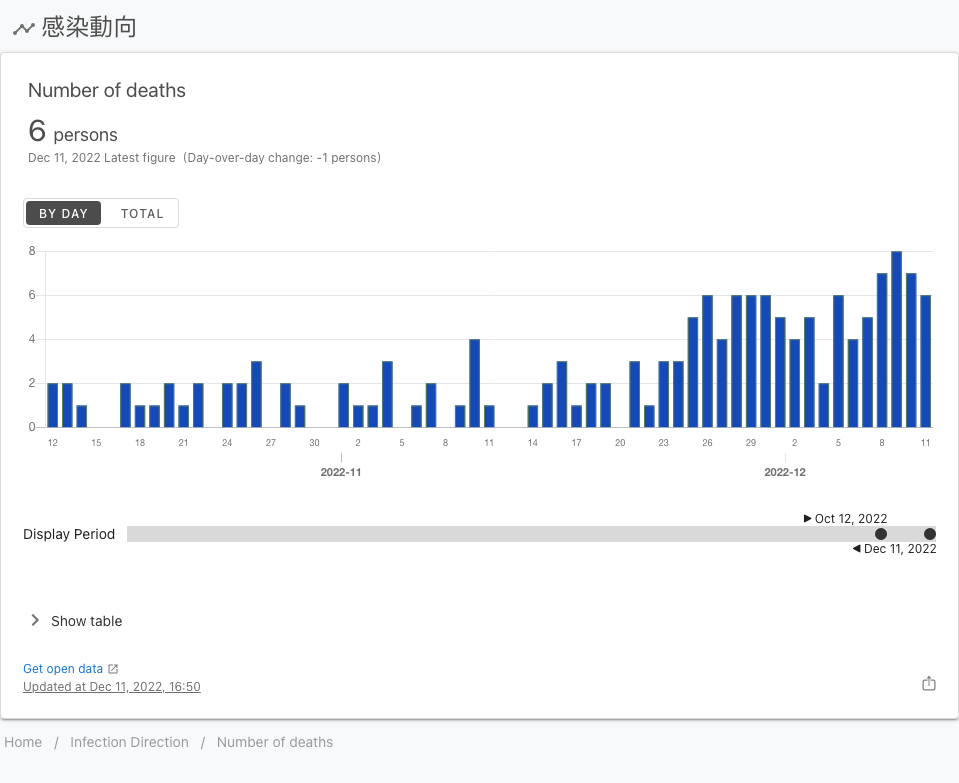 感染動向
Number of deaths
6 persons
Dec 11, 2022 Latest figure (Day-over-day change: -1 persons)
BY DAY TOTAL
8
6
4
2
0
12 15 18 21 24 27 30 2 5 8 11 14 17 20 23 26 29 2 5 8 11
2022-11 2022-12
Oct 12, 2022
Display Period
Dec 11, 2022
Show table
Get open data
Updated at Dec 11, 2022, 16:50
Home / Infection Direction / Number of deaths